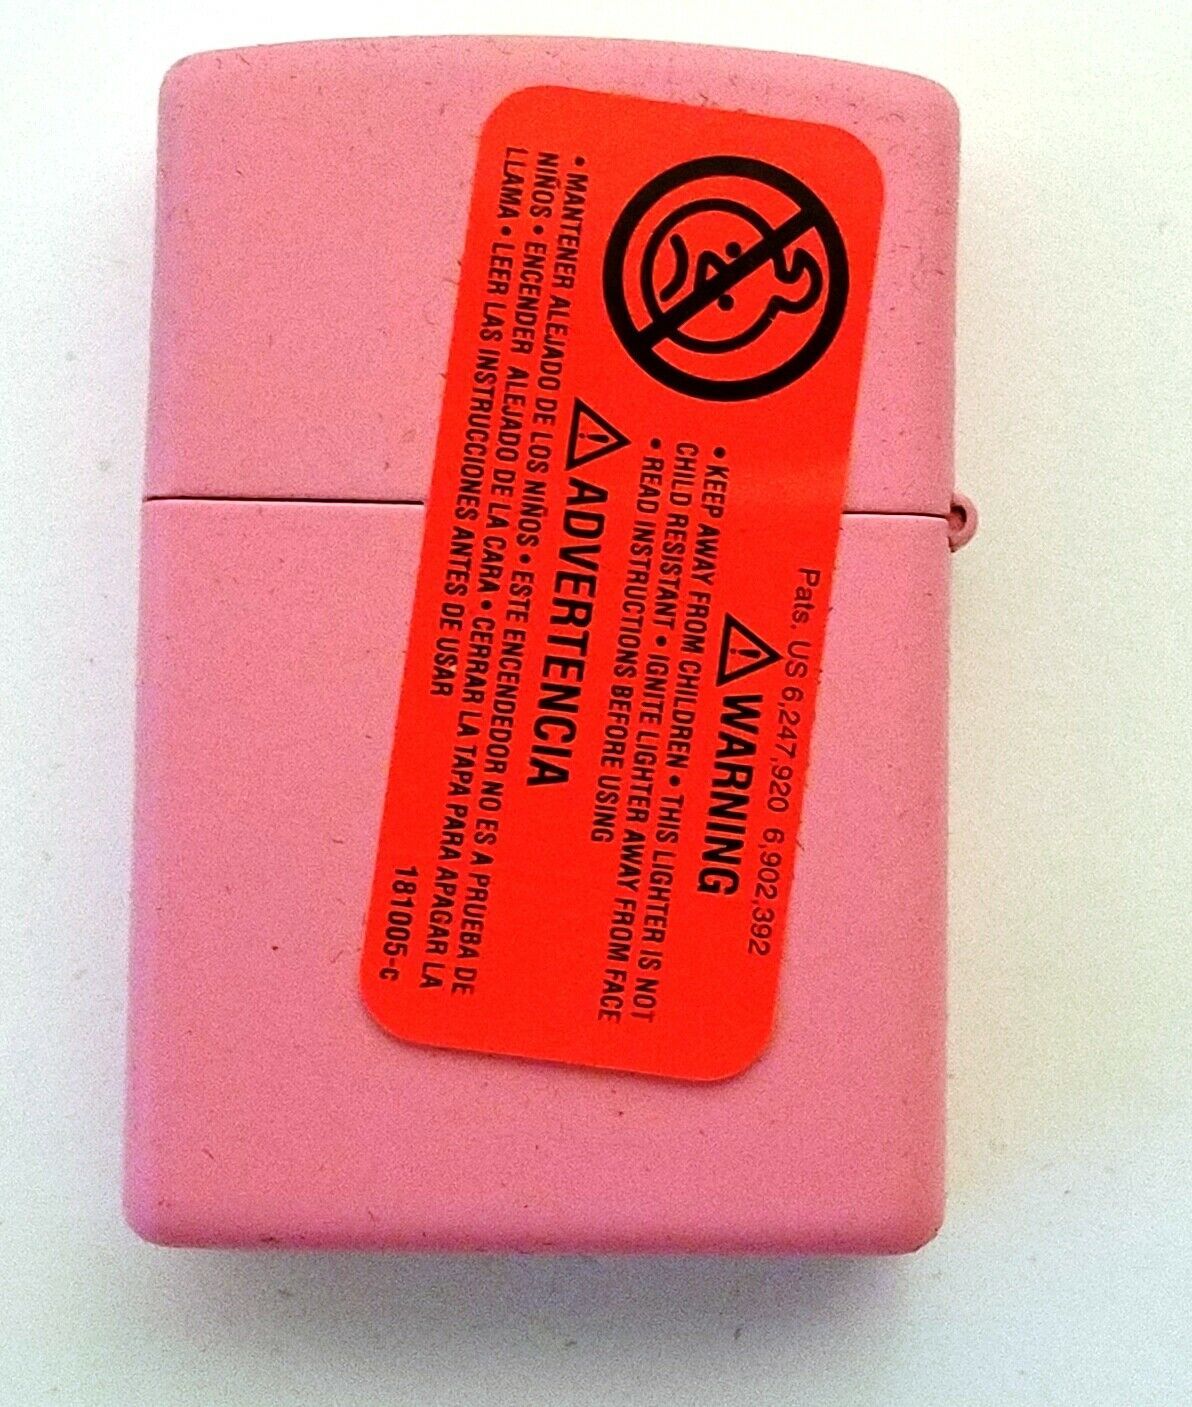 Pats. US 6,247,920 6,902,392
WARNING
• KEEP AWAY FROM CHILDREN • THIS LIGHTER IS NOT
CHILD RESISTANT • IGNITE LIGHTER AWAY FROM FACE
• READ INSTRUCTIONS BEFORE USING
ADVERTENCIA
• MANTENER ALEJADO DE LOS NIÑOS • ESTE ENCENDEDOR NO ES A PRUEBA DE
NIÑOS • ENCENDER ALEJADO DE LA CARA • CERRAR LA TAPA PARA APAGAR LA
LLAMA • LEER LAS INSTRUCCIONES ANTES DE USAR
181005-c